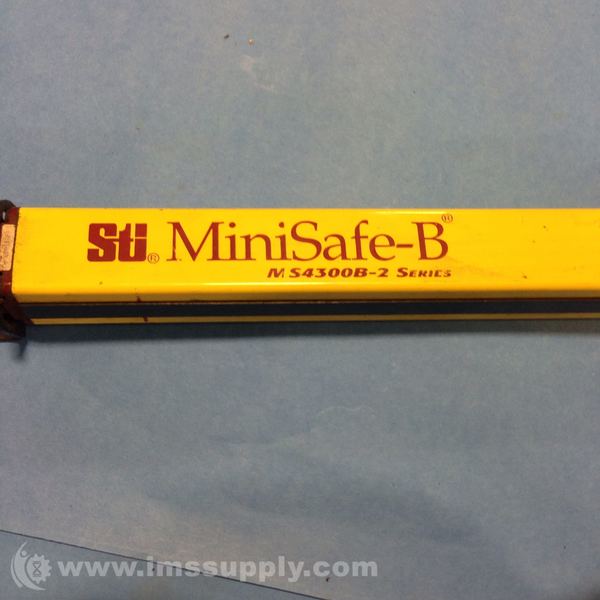 Sti® MiniSafe-B®
MS4300B-2 SERIES
www.imssupply.com